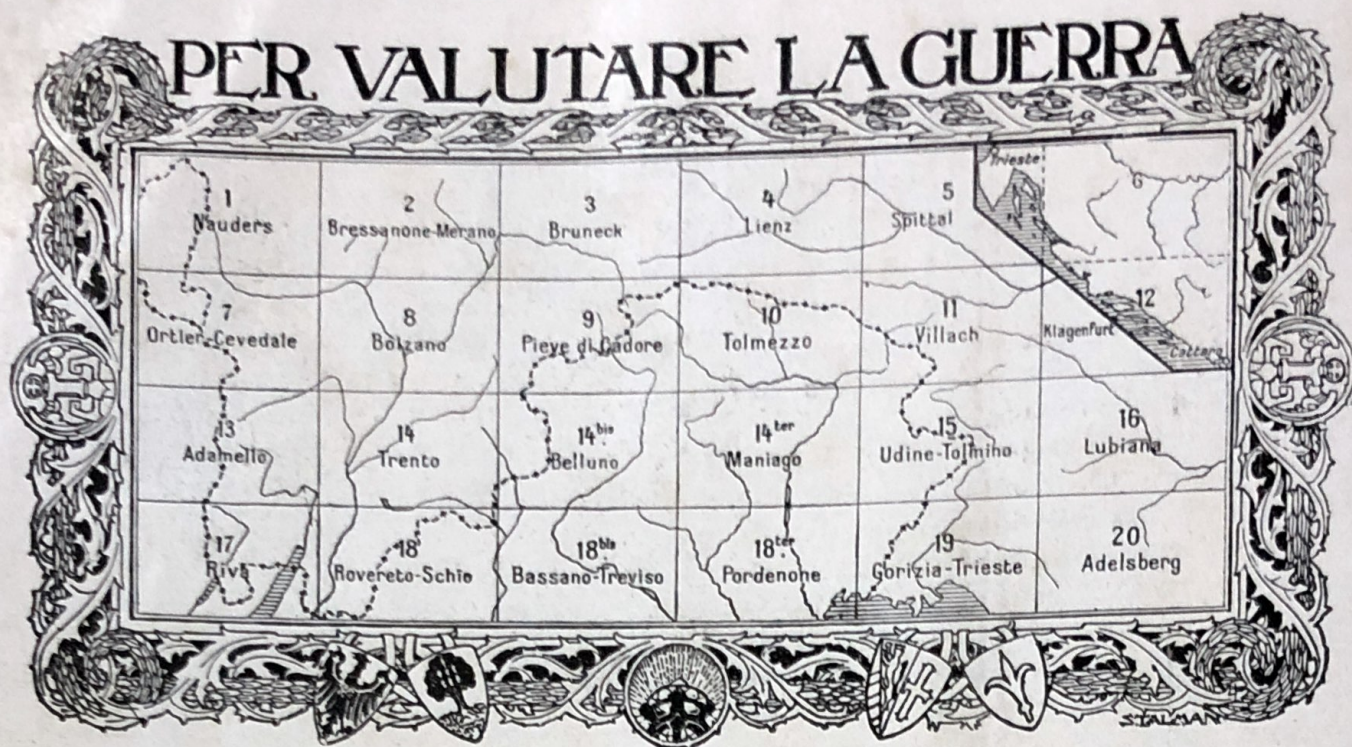 PER VALUTARE LA GUERRA
1
Nauders
2
Bressanone-Merano
3
Bruneck
4
Lienz
5
Spittal
Trieste
6
7
Ortler-Cevedale
8
Bolzano
9
Pieve di Cadore
10
Tolmezzo
11
Villach
12
Klagenfurt
Cattaro
13
Adamello
14
Trento
14bis
Belluno
14ter
Maniago
15
Udine-Tolmino
16
Lubiana
17
Riva
18
Rovereto-Schio
18bis
Bassano-Treviso
18ter
Pordenone
19
Gorizia-Trieste
20
Adelsberg
STALMAN